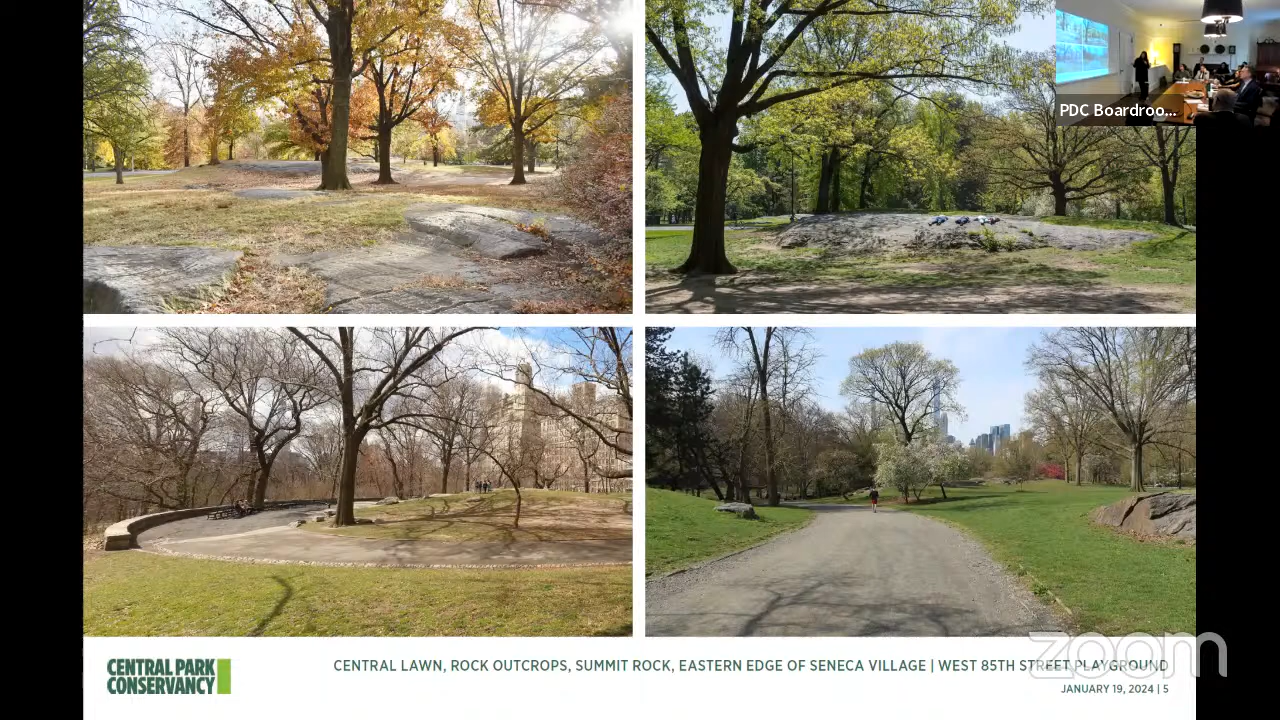 PDC Boardroo...
CENTRAL PARK
CONSERVANCY
CENTRAL LAWN, ROCK OUTCROPS, SUMMIT ROCK, EASTERN EDGE OF SENECA VILLAGE | WEST 85TH STREET PLAYGROUND
JANUARY 19, 2024 | 5
zoom